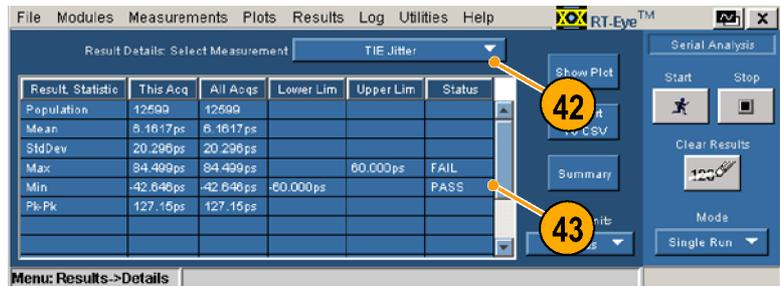 File Modules Measurements Plots Results Log Utilities Help RT-Eye™ X
Result Details: Select Measurement TIE Jitter
Serial Analysis
Show Plot
Start Stop
Result, Statistic This Acq All Acqs Lower Lim Upper Lim Status
42
To CSV
Population 12599 12599
Mean 6.1617ps 6.1617ps
StdDev 20.296ps 20.296ps
Clear Results
Max 84.499ps 84.499ps 60.000ps FAIL
Min -42.646ps -42.646ps -60.000ps PASS
Summary
123
Pk-Pk 127.15ps 127.15ps
43
Mode
Single Run
Menu: Results->Details